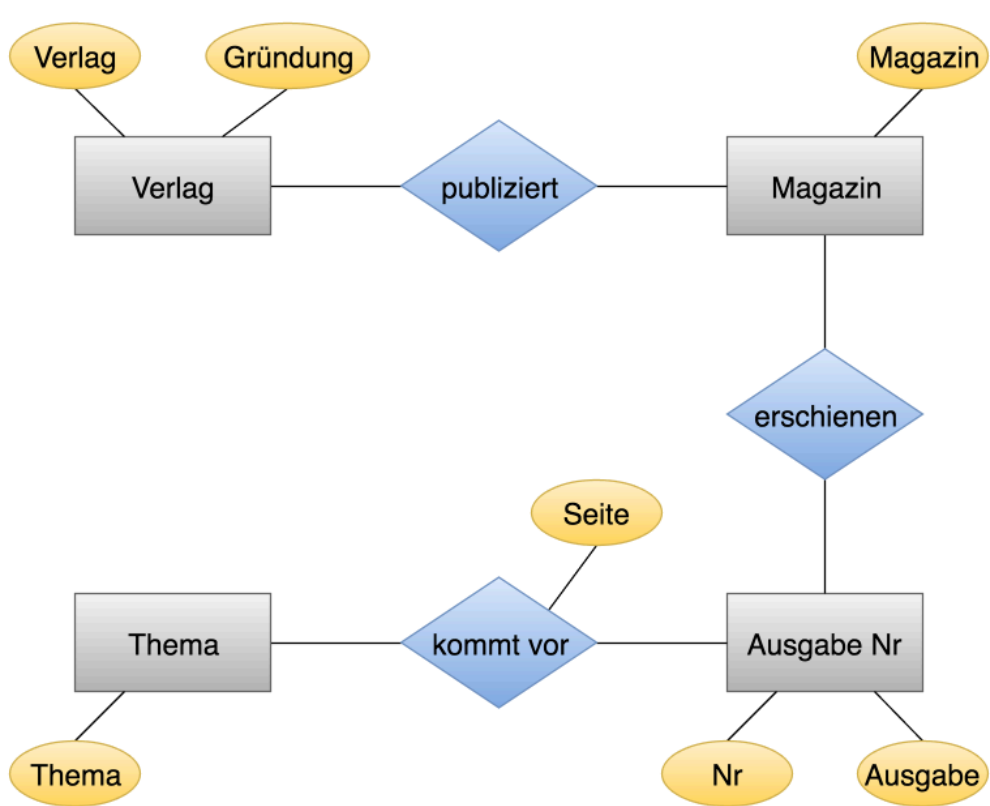 Verlag
Gründung
Magazin
Verlag
publiziert
Magazin
erschienen
Seite
Thema
kommt vor
Ausgabe Nr
Thema
Nr
Ausgabe